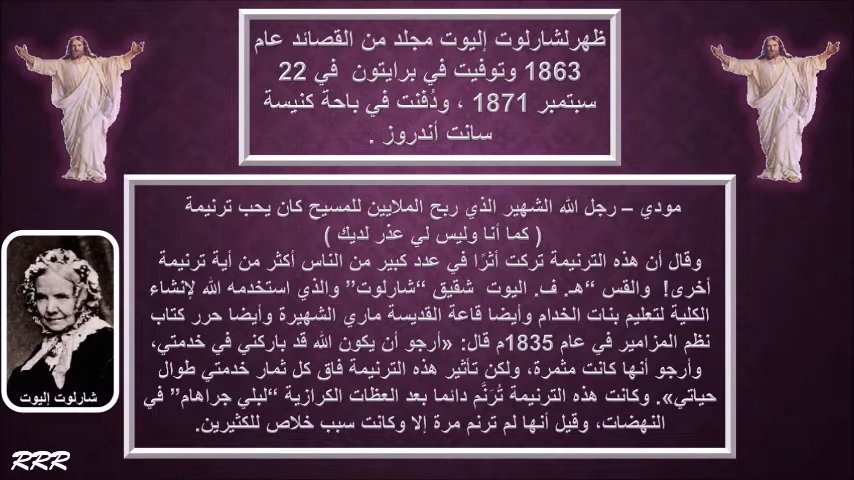 ظهرلشارلوت إليوت مجلد من القصائد عام
1863 وتوفيت في برايتون في 22
سبتمبر 1871 ، ودُفنت في باحة كنيسة
سانت أندروز .
مودي – رجل الله الشهير الذي ربح الملايين للمسيح كان يحب ترنيمة
( كما أنا وليس لي عذر لديك )
وقال أن هذه الترنيمة تركت أثرًا في عدد كبير من الناس أكثر من أية ترنيمة
أخرى! والقس “هـ. ف. اليوت شقيق “شارلوت” والذي استخدمه الله لإنشاء
الكلية لتعليم بنات الخدام وأيضا قاعة القديسة ماري الشهيرة وأيضا حرر كتاب
نظم المزامير في عام 1835م قال: «أرجو أن يكون الله قد باركني في خدمتي،
وأرجو أنها كانت مثمرة، ولكن تأثير هذه الترنيمة فاق كل ثمار خدمتي طوال
حياتي». وكانت هذه الترنيمة تُرَنَّم دائما بعد العظات الكرازية “لبلي جراهام” في
النهضات، وقيل أنها لم ترنم مرة إلا وكانت سبب خلاص للكثيرين.
شارلوت إليوت
RRR